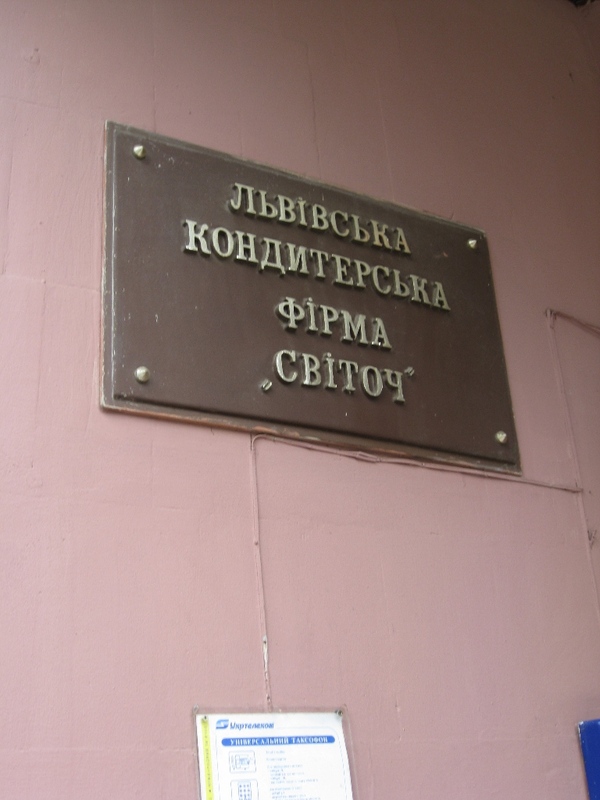 ЛЬВІВСЬКА
КОНДИТЕРСЬКА
ФІРМА
„СВІТОЧ"
Укртелеком
УНІВЕРСАЛЬНИЙ ТАКСОФОН